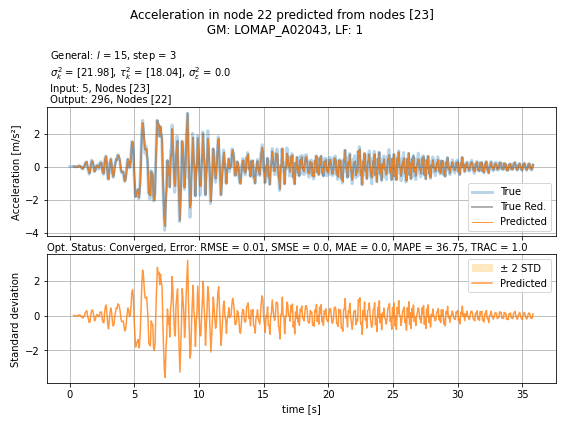 Acceleration in node 22 predicted from nodes [23]
GM: LOMAP_A02043, LF: 1
General: l = 15, step = 3
σ²ₖ = [21.98], τ²ₖ = [18.04], σ²ε = 0.0
Input: 5, Nodes [23]
Output: 296, Nodes [22]
Acceleration [m/s²]
2
0
−2
−4
True
True Red.
Predicted
Opt. Status: Converged, Error: RMSE = 0.01, SMSE = 0.0, MAE = 0.0, MAPE = 36.75, TRAC = 1.0
Standard deviation
2
0
−2
± 2 STD
Predicted
0 5 10 15 20 25 30 35
time [s]